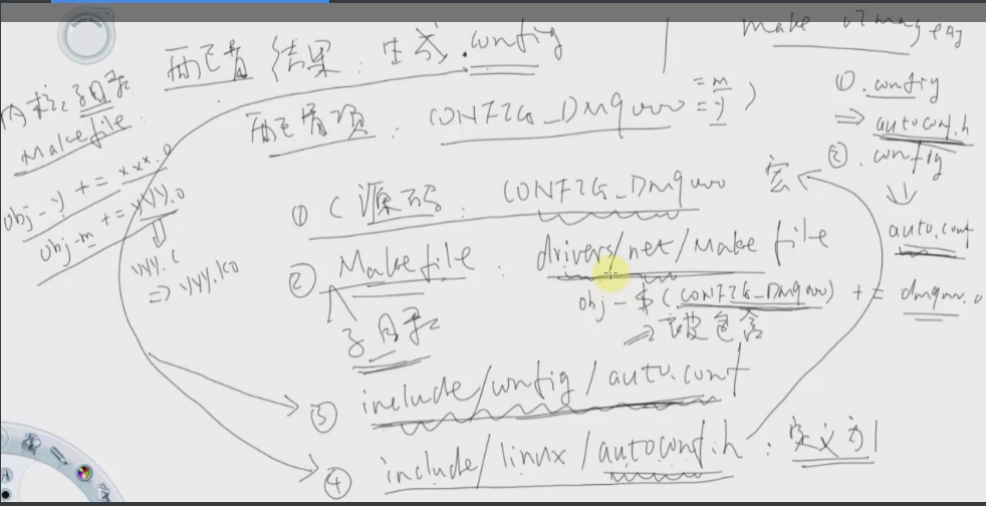 配置结果: 生成 .config
make uImage
内核: 子目录
Makefile
obj-y += xxx.o
obj-m += yyy.o
yyy.c
=> yyy.ko
配置项: CONFIG_DM9000 =m
=y
① .config
=> autoconf.h
② .config
auto.conf
① C源码: CONFIG_DM9000 宏
② Makefile: drivers/net/Makefile
子目录
obj-$(CONFIG_DM9000) += dm9000.o
=> 被包含
③ include/config/auto.conf
④ include/linux/autoconf.h: 定义为1